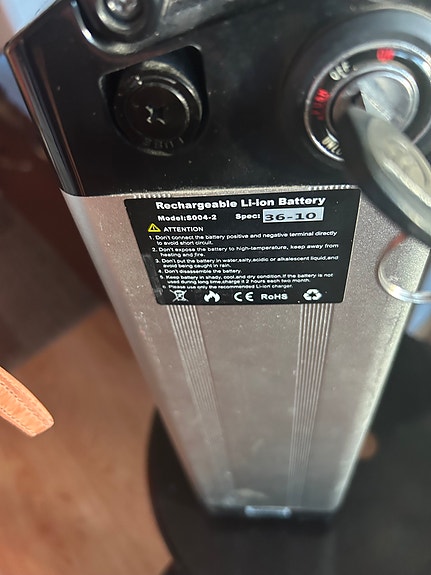 OFF
ON
Rechargeable Li-ion Battery
Model:S004-2 Spec: 36-10
ATTENTION
1. Don't connect the battery positive and negative terminal directly
to avoid short circuit.
2. Don't expose the battery to high-temperature, keep away from
heating and fire.
3. Don't put the battery in water,salty,acidic or alkalescent liquid,and
avoid being caught in rain.
4. Don't disassemble the battery.
5. Keep battery in shady, cool,and dry condition.If the battery is not
used during long time,charge it 2 hours each two month.
6. Please use only the recommended Li-ion charger.
CE RoHS